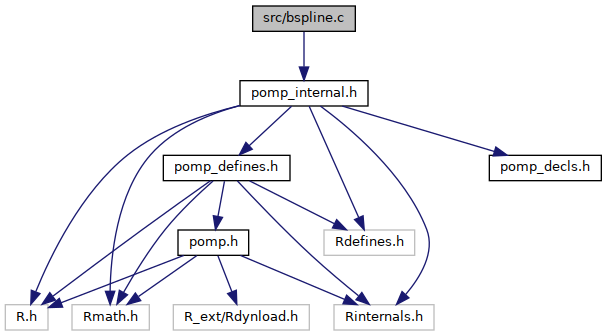 src/bspline.c
pomp_internal.h
pomp_defines.h
pomp_decls.h
pomp.h
Rdefines.h
R.h
Rmath.h
R_ext/Rdynload.h
Rinternals.h